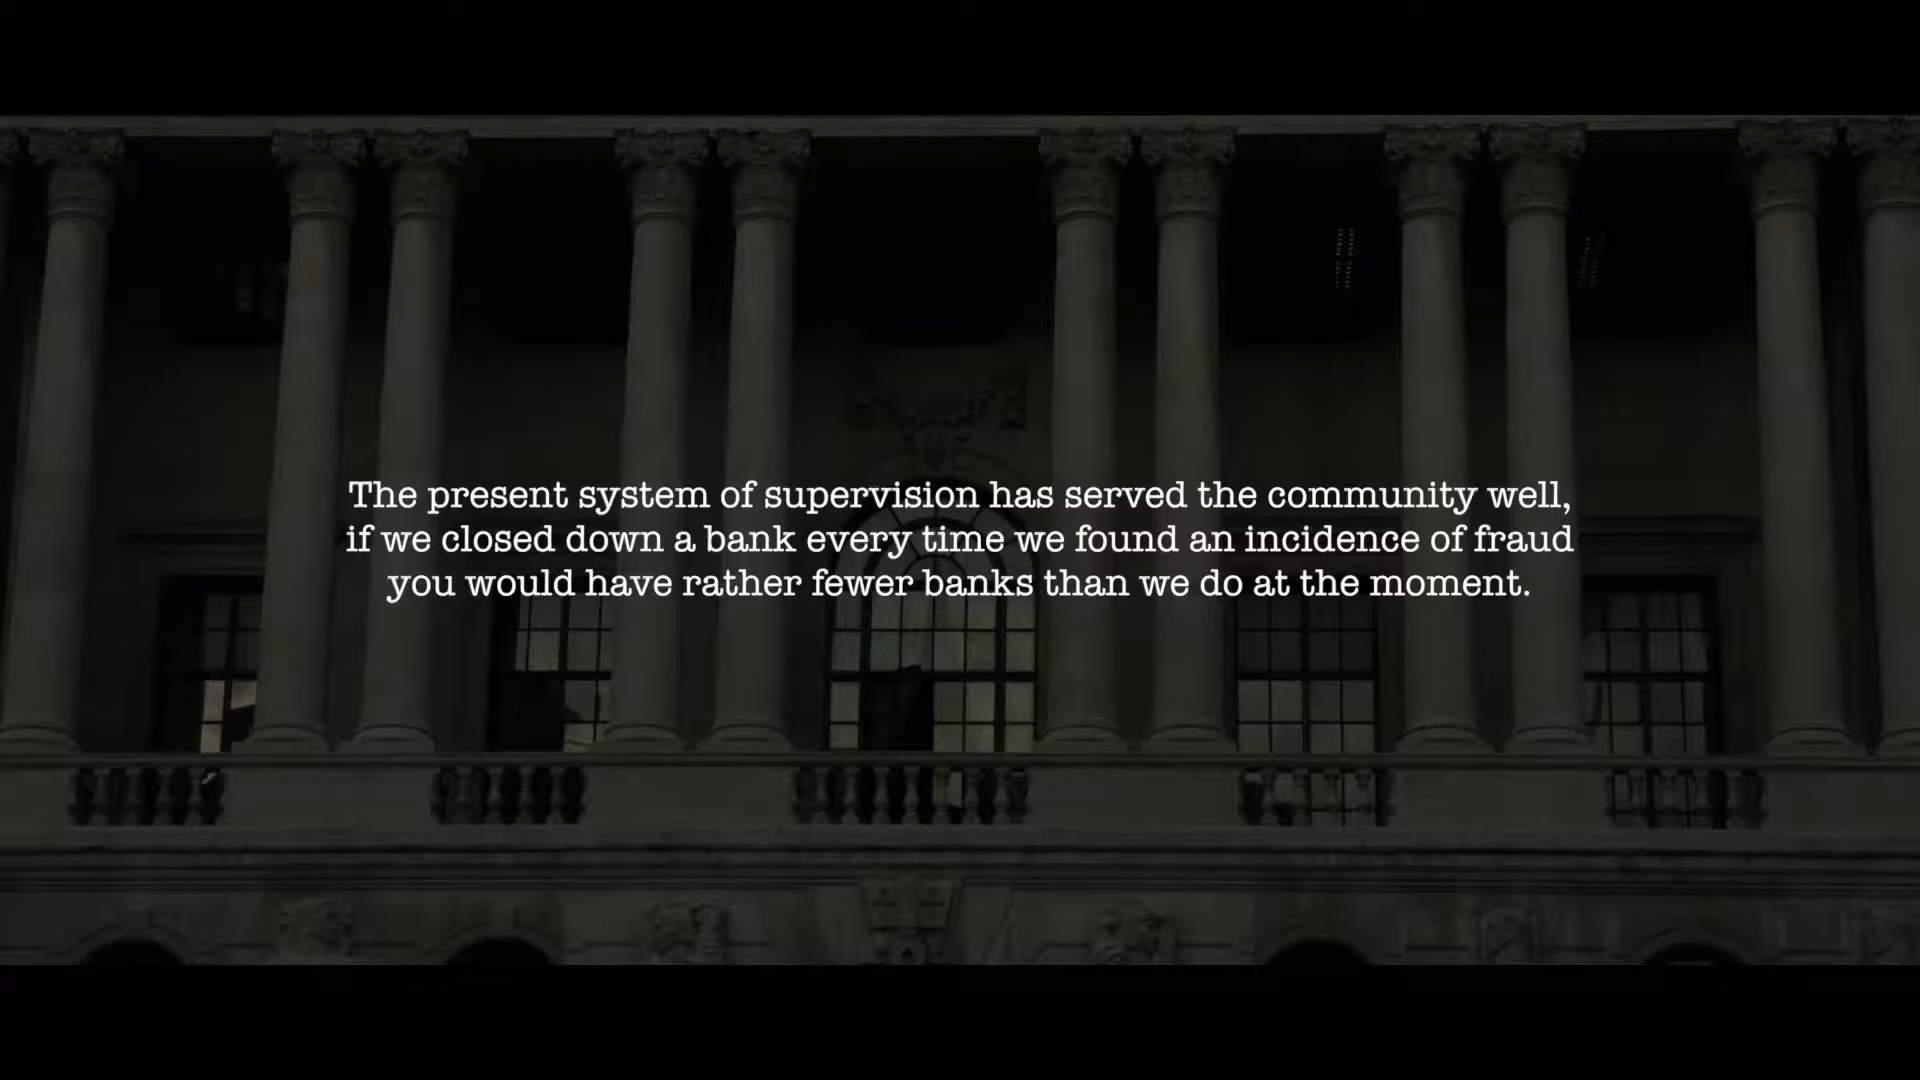 The present system of supervision has served the community well,
if we closed down a bank every time we found an incidence of fraud
you would have rather fewer banks than we do at the moment.